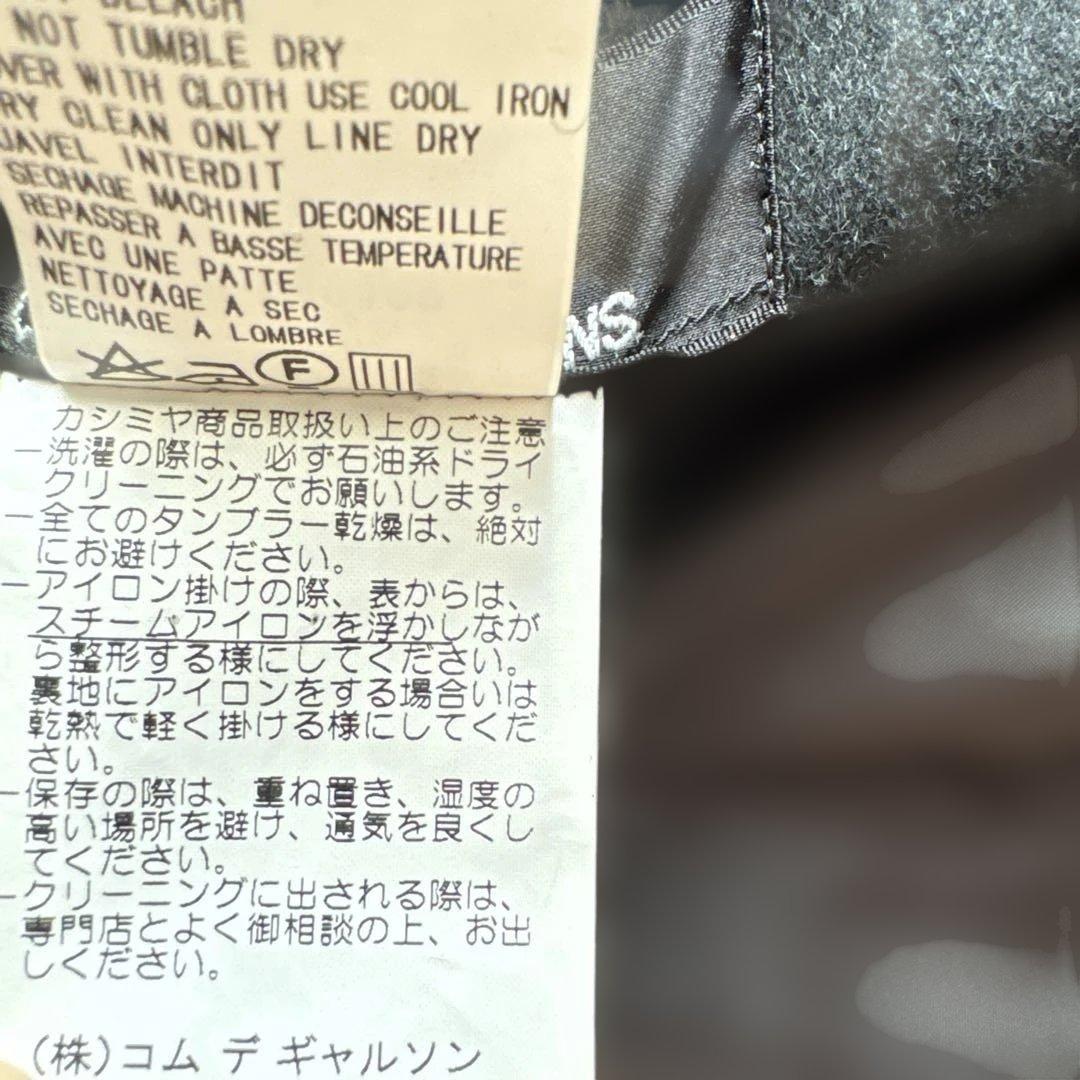 BLEACH
NOT TUMBLE DRY
VER WITH CLOTH USE COOL IRON
RY CLEAN ONLY LINE DRY
JAVEL INTERDIT
SECHAGE MACHINE DECONSEILLE
REPASSER A BASSE TEMPERATURE
AVEC UNE PATTE
NETTOYAGE A SEC
SECHAGE A LOMBRE
F
NS
カシミヤ商品取扱い上のご注意
－洗濯の際は、必ず石油系ドライ
クリーニングでお願いします。
－全てのタンブラー乾燥は、絶対
にお避けください。
－アイロン掛けの際、表からは、
スチームアイロンを浮かしなが
ら整形する様にしてください。
裏地にアイロンをする場合いは
乾熱で軽く掛ける様にしてくだ
さい。
－保存の際は、重ね置き、湿度の
高い場所を避け、通気を良くし
てください。
－クリーニングに出される際は、
専門店とよく御相談の上、お出
しください。
(株)コム デ ギャルソン